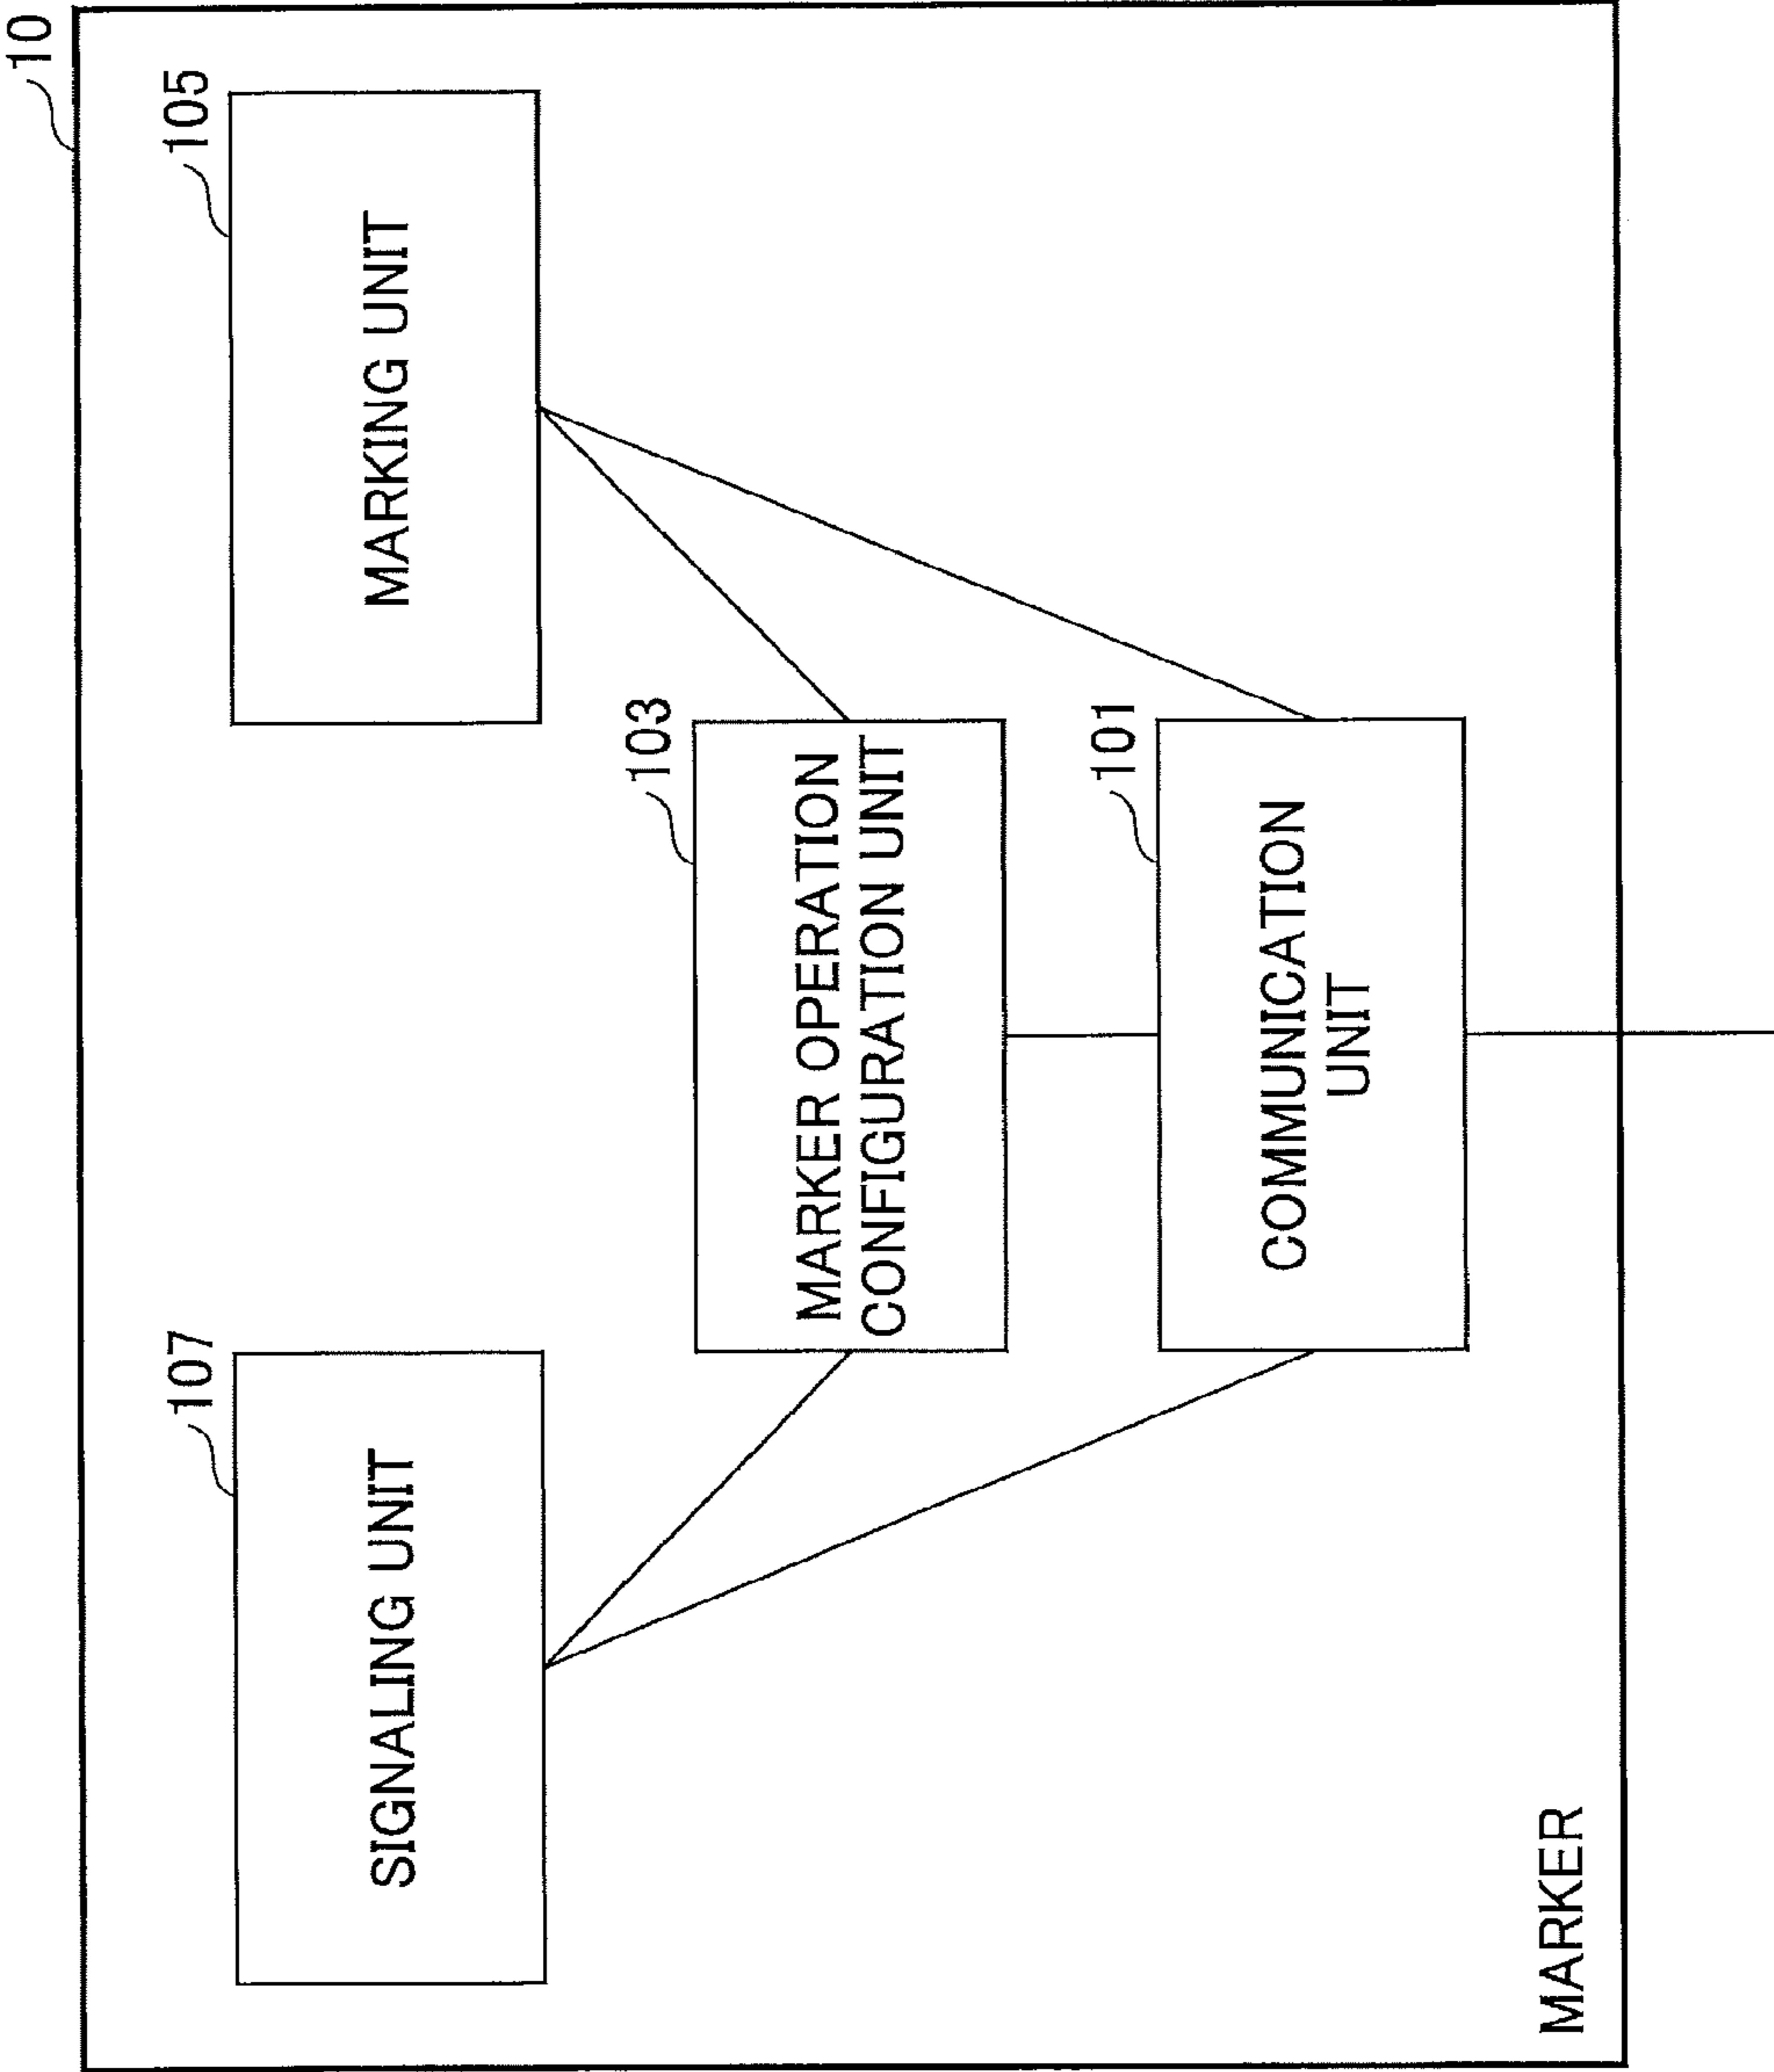 10
107
SIGNALING UNIT
105
MARKING UNIT
103
MARKER OPERATION
CONFIGURATION UNIT
101
COMMUNICATION
UNIT
MARKER